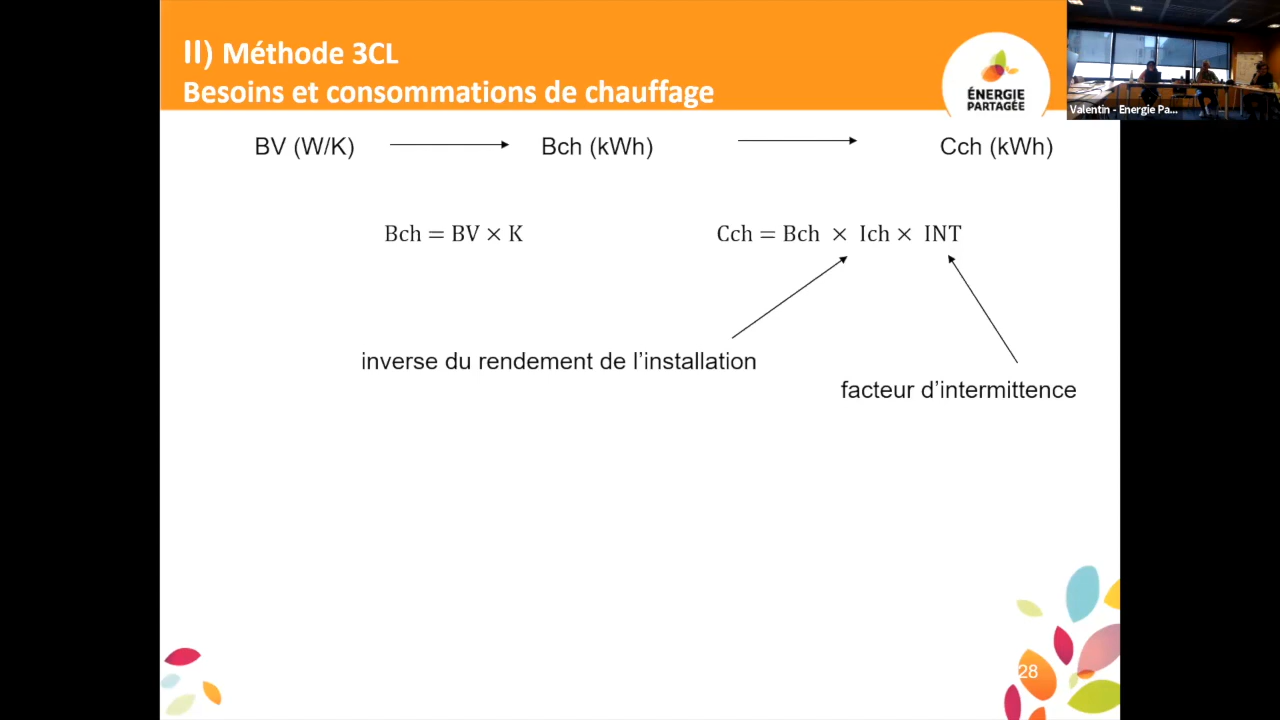 II) Méthode 3CL
Besoins et consommations de chauffage
ÉNERGIE
PARTAGÉE
Valentin - Energie Pa...
BV (W/K)
Bch (kWh)
Cch (kWh)
Bch = BV × K
Cch = Bch × Ich × INT
inverse du rendement de l’installation
facteur d’intermittence
28